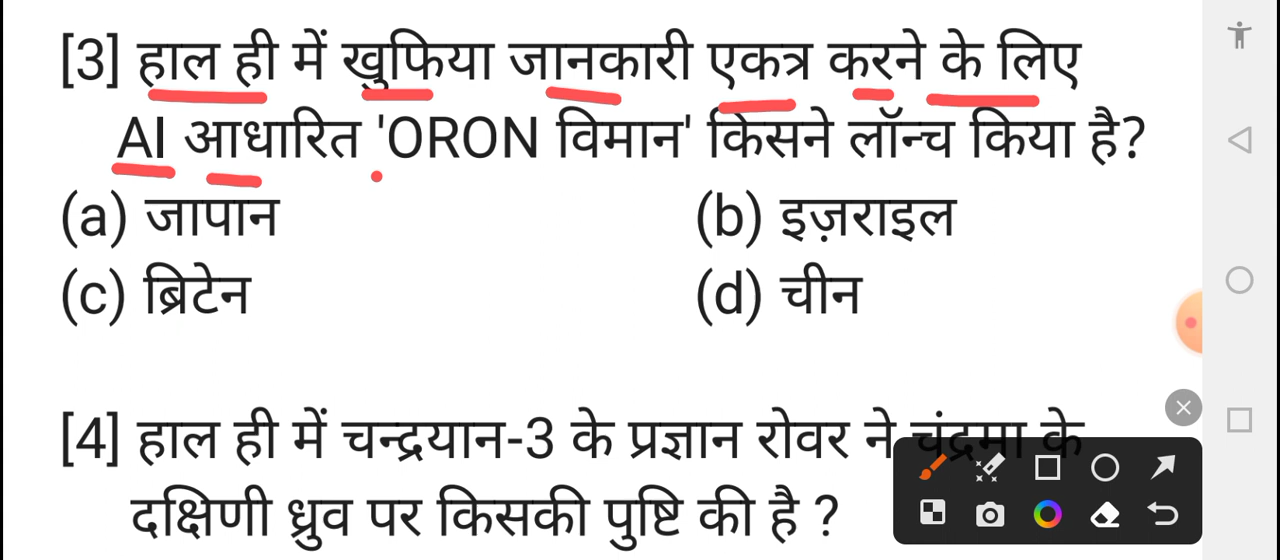 [3] हाल ही में खुफिया जानकारी एकत्र करने के लिए
AI आधारित 'ORON विमान' किसने लॉन्च किया है?
(a) जापान (b) इज़राइल
(c) ब्रिटेन (d) चीन
[4] हाल ही में चन्द्रयान-3 के प्रज्ञान रोवर ने चंद्रमा के
दक्षिणी ध्रुव पर किसकी पुष्टि की है ?